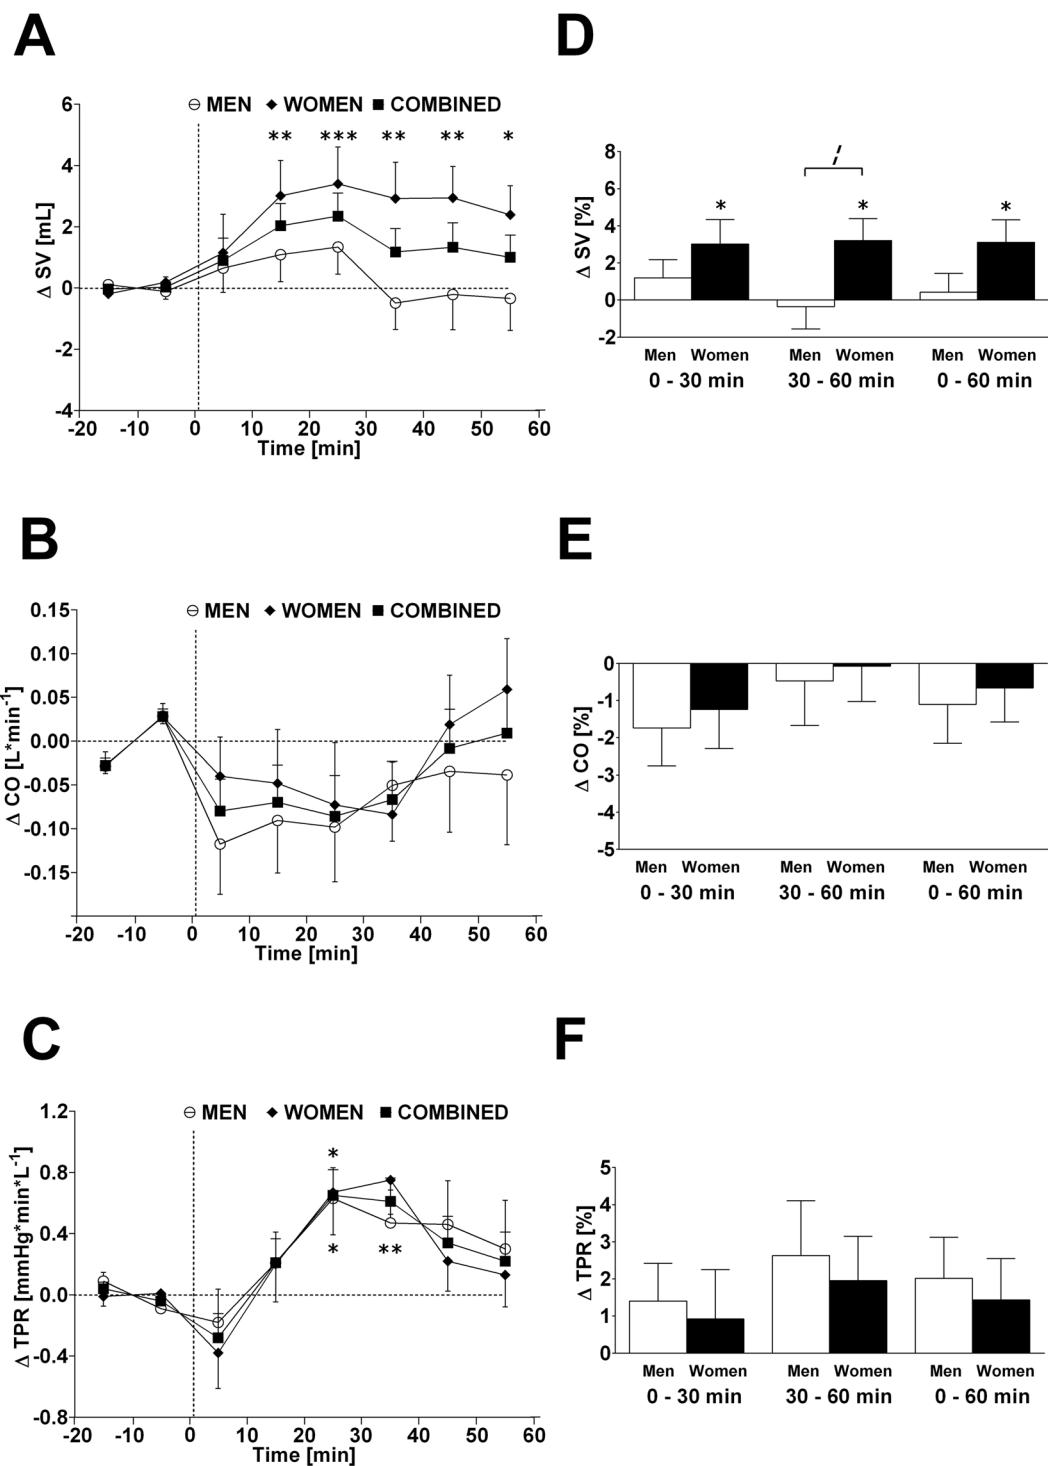 A
MEN WOMEN COMBINED
** *** ** ** *
Δ SV [mL]
6
4
2
0
-2
-4
-20 -10 0 10 20 30 40 50 60
Time [min]
D
Δ SV [%]
8
6
4
2
0
-2
* * *
Men Women Men Women Men Women
0 - 30 min 30 - 60 min 0 - 60 min
B
MEN WOMEN COMBINED
Δ CO [L*min-1]
0.15
0.10
0.05
0.00
-0.05
-0.10
-0.15
-20 -10 0 10 20 30 40 50 60
Time [min]
E
Δ CO [%]
0
-1
-2
-3
-4
-5
Men Women Men Women Men Women
0 - 30 min 30 - 60 min 0 - 60 min
C
MEN WOMEN COMBINED
Δ TPR [mmHg*min*L-1]
1.2
0.8
0.4
0.0
-0.4
-0.8
*
* **
-20 -10 0 10 20 30 40 50 60
Time [min]
F
Δ TPR [%]
5
4
3
2
1
0
Men Women Men Women Men Women
0 - 30 min 30 - 60 min 0 - 60 min